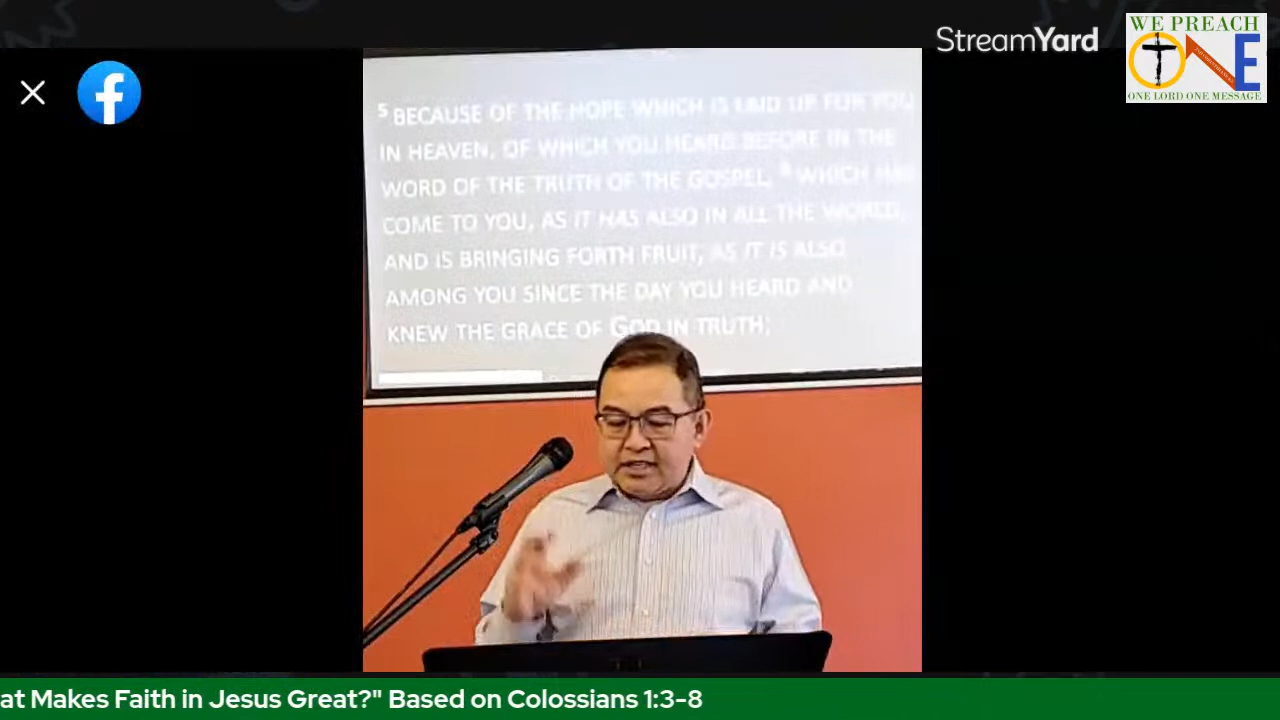 StreamYard
WE PREACH
ONE
ONE LORD ONE MESSAGE
5 BECAUSE OF THE HOPE WHICH IS LAID UP FOR YOU
IN HEAVEN, OF WHICH YOU HEARD BEFORE IN THE
WORD OF THE TRUTH OF THE GOSPEL, 6 WHICH HAS
COME TO YOU, AS IT HAS ALSO IN ALL THE WORLD,
AND IS BRINGING FORTH FRUIT, AS IT IS ALSO
AMONG YOU SINCE THE DAY YOU HEARD AND
KNEW THE GRACE OF GOD IN TRUTH;
at Makes Faith in Jesus Great?" Based on Colossians 1:3-8